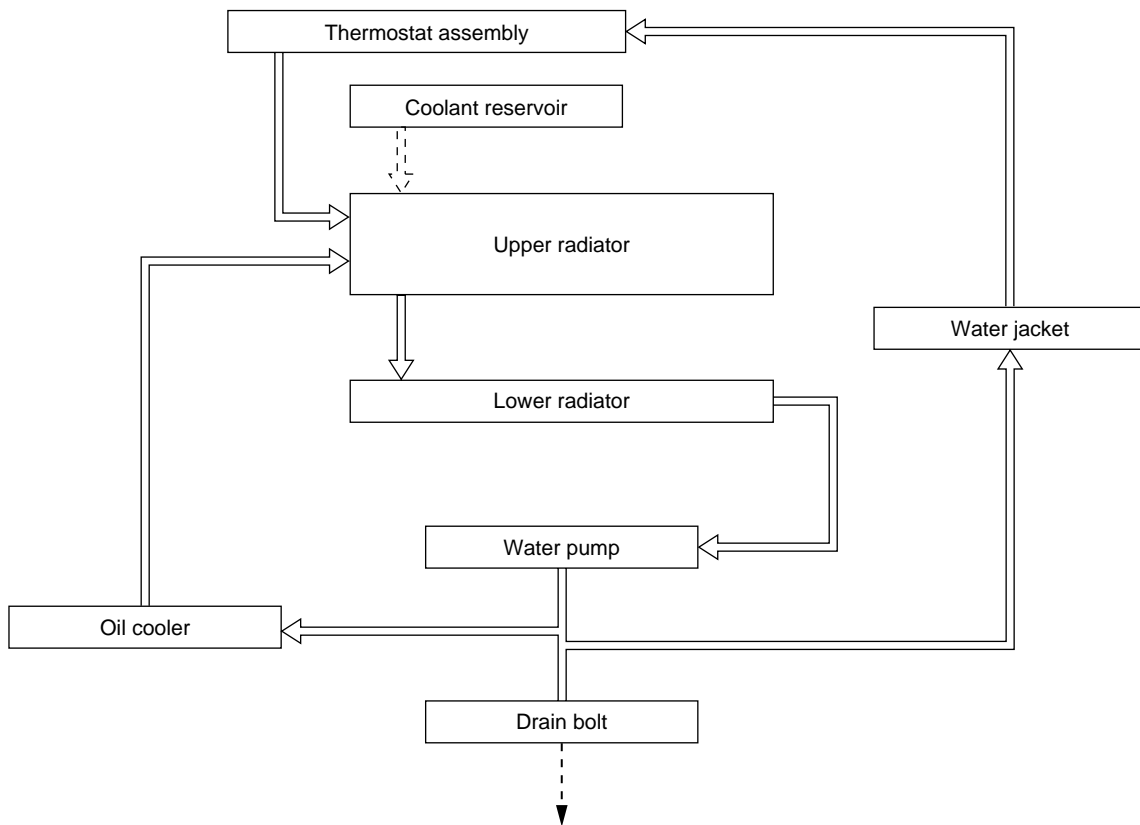 Thermostat assembly
Coolant reservoir
Upper radiator
Water jacket
Lower radiator
Water pump
Oil cooler
Drain bolt